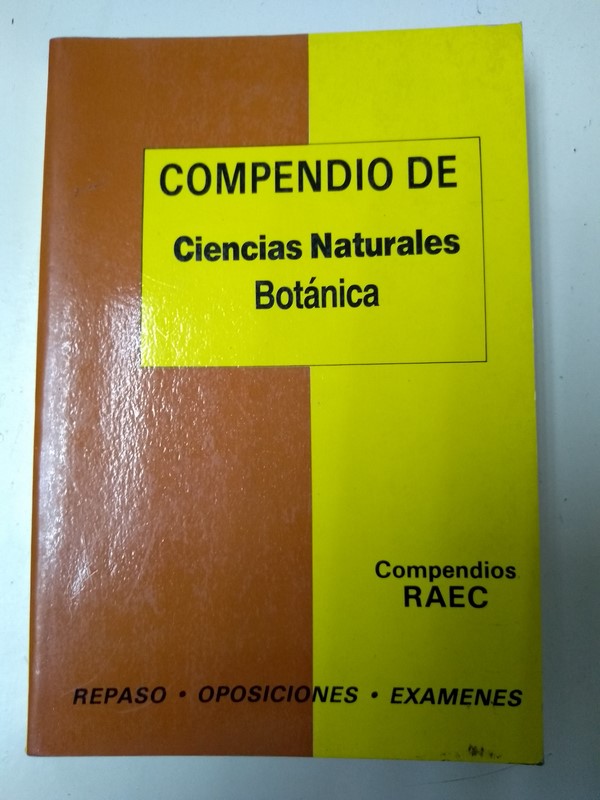 COMPENDIO DE
Ciencias Naturales
Botánica
Compendios
RAEC
REPASO • OPOSICIONES • EXAMENES